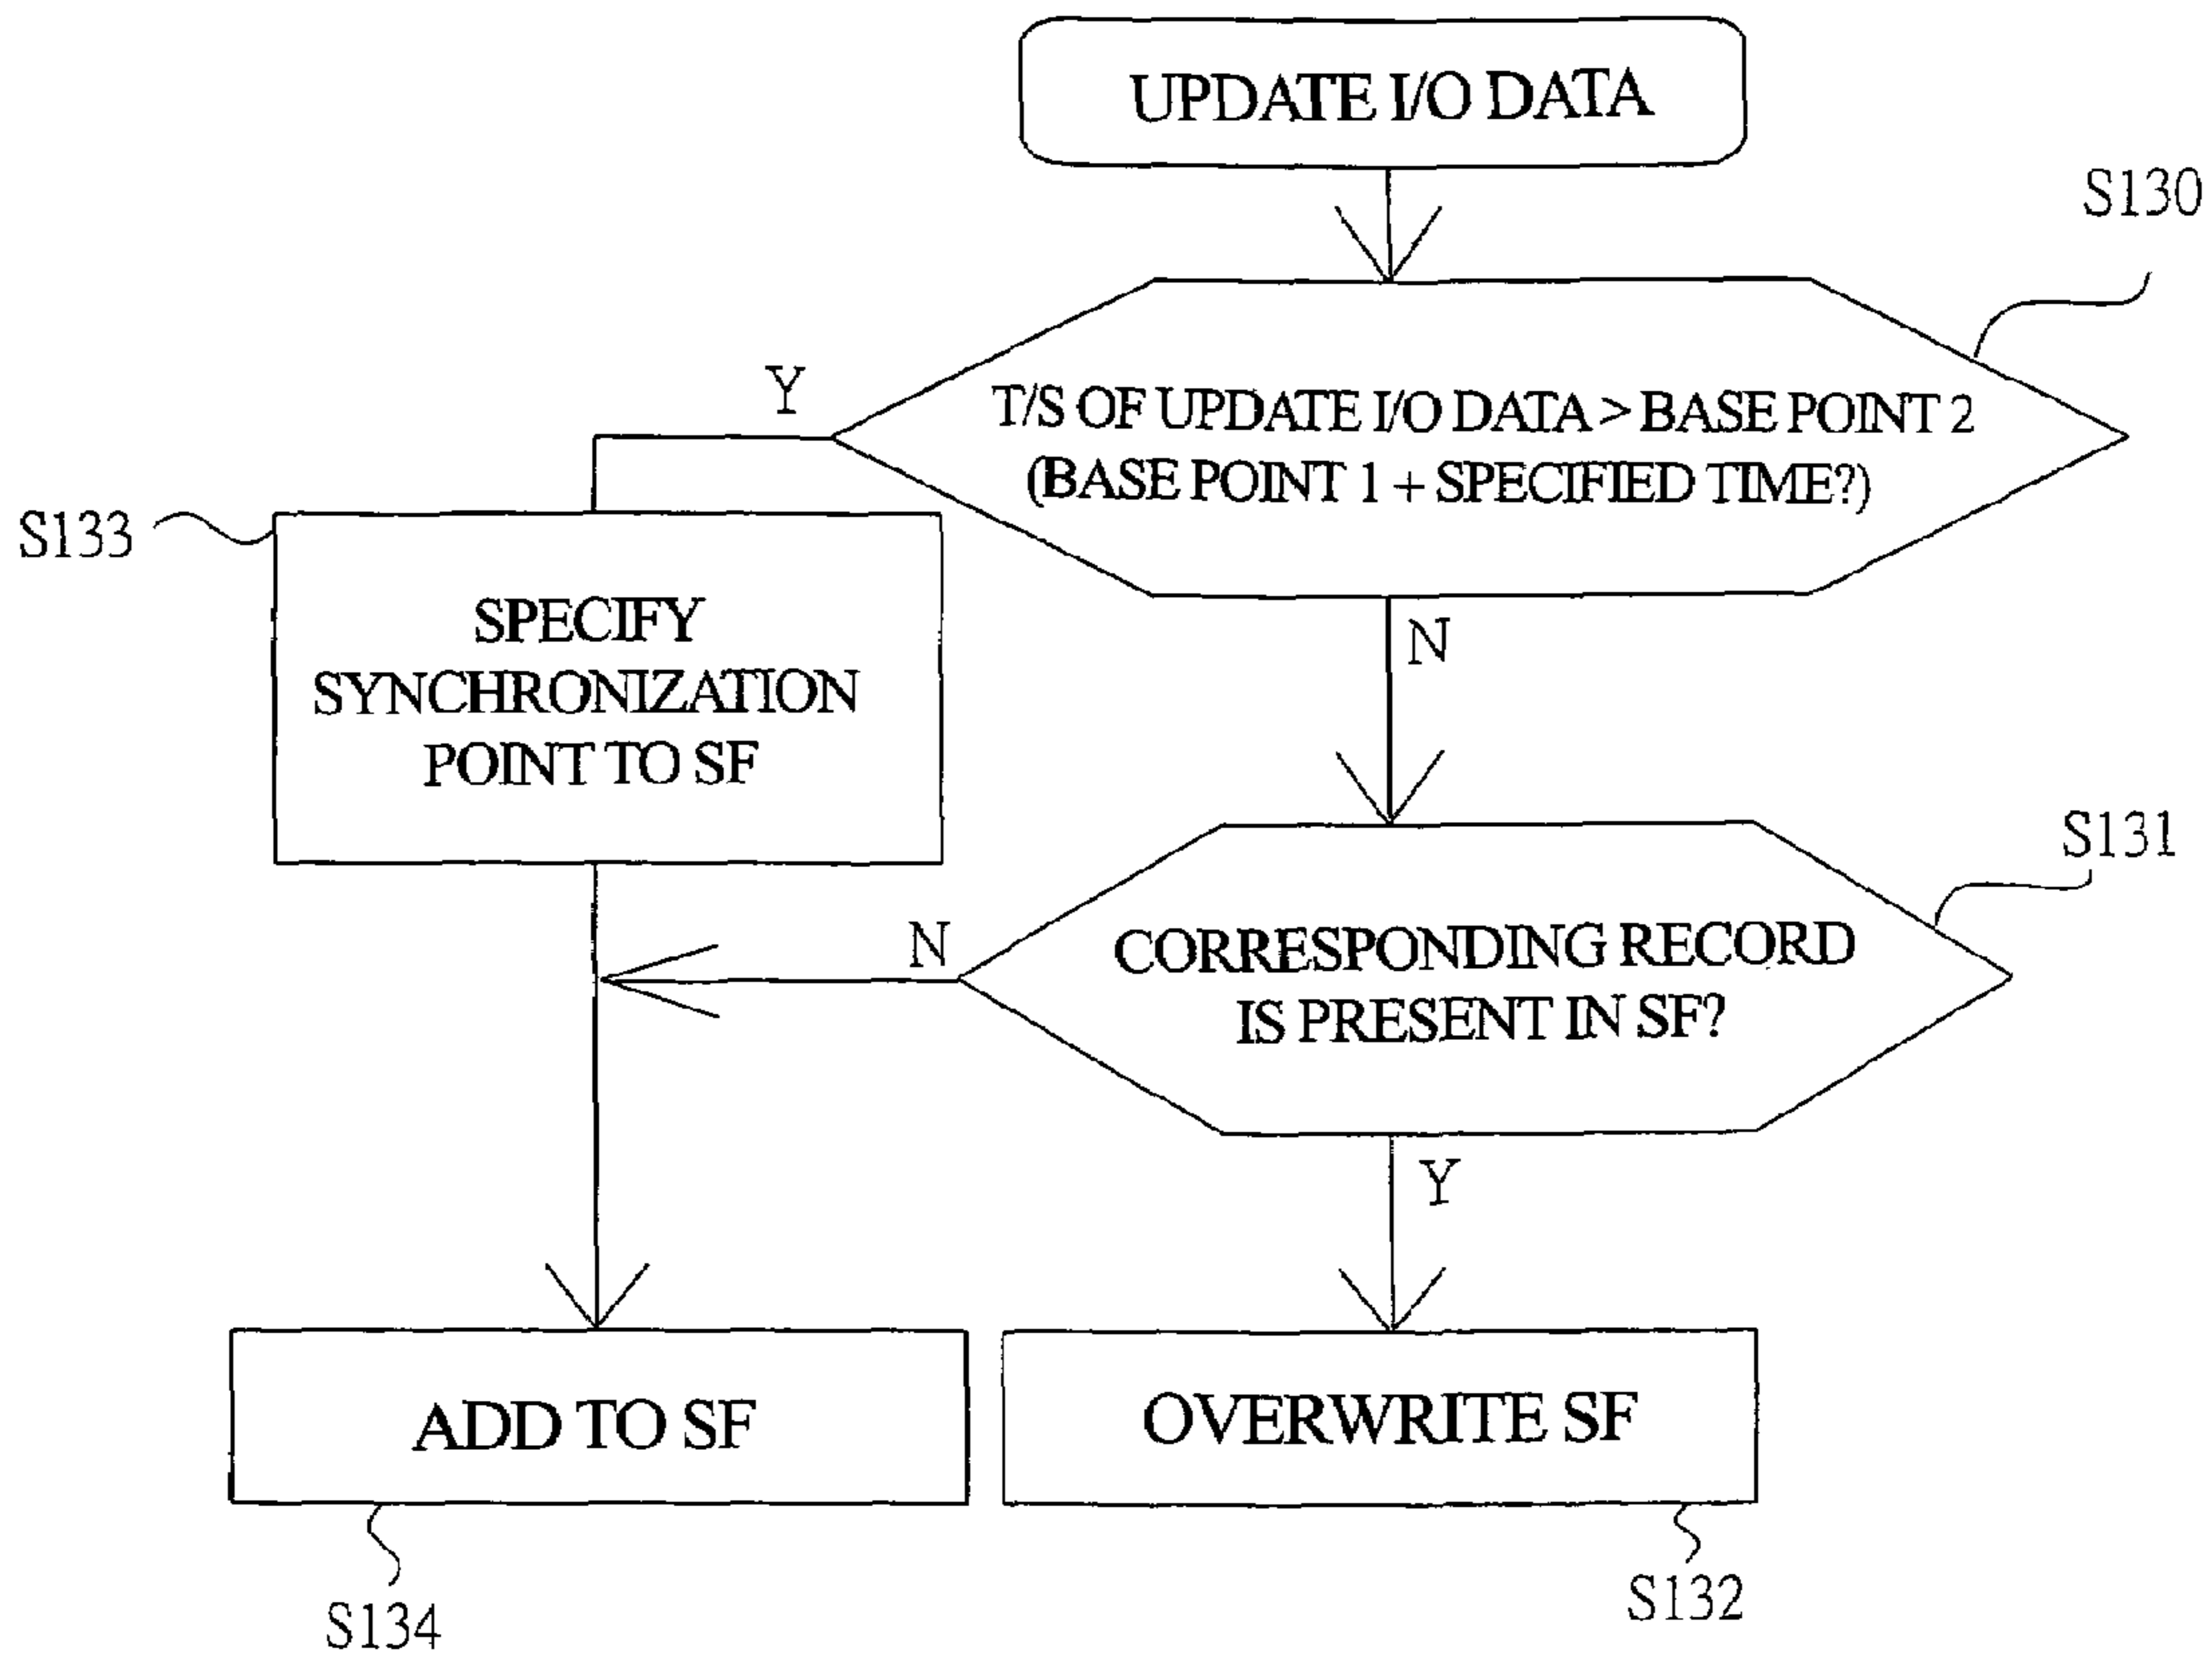 UPDATE I/O DATA
S130
Y
T/S OF UPDATE I/O DATA > BASE POINT 2
(BASE POINT 1 + SPECIFIED TIME?)
S133
SPECIFY
SYNCHRONIZATION
POINT TO SF
N
S131
N
CORRESPONDING RECORD
IS PRESENT IN SF?
Y
ADD TO SF
OVERWRITE SF
S134
S132